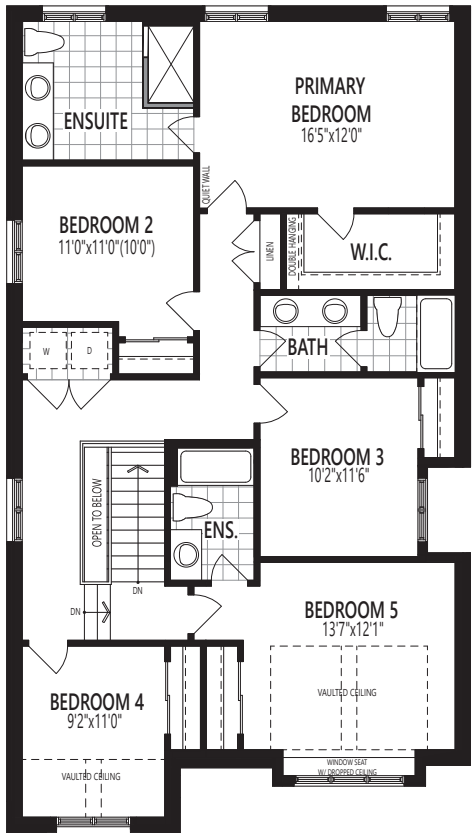 PRIMARY
BEDROOM
16'5"x12'0"
ENSUITE
QUIET WALL
BEDROOM 2
11'0"x11'0"(10'0")
LINEN
DOUBLE HANGING
W.I.C.
W
D
BATH
BEDROOM 3
10'2"x11'6"
OPEN TO BELOW
ENS.
DN
DN
BEDROOM 5
13'7"x12'1"
VAULTED CEILING
BEDROOM 4
9'2"x11'0"
VAULTED CEILING
WINDOW SEAT
W/ DROPPED CEILING